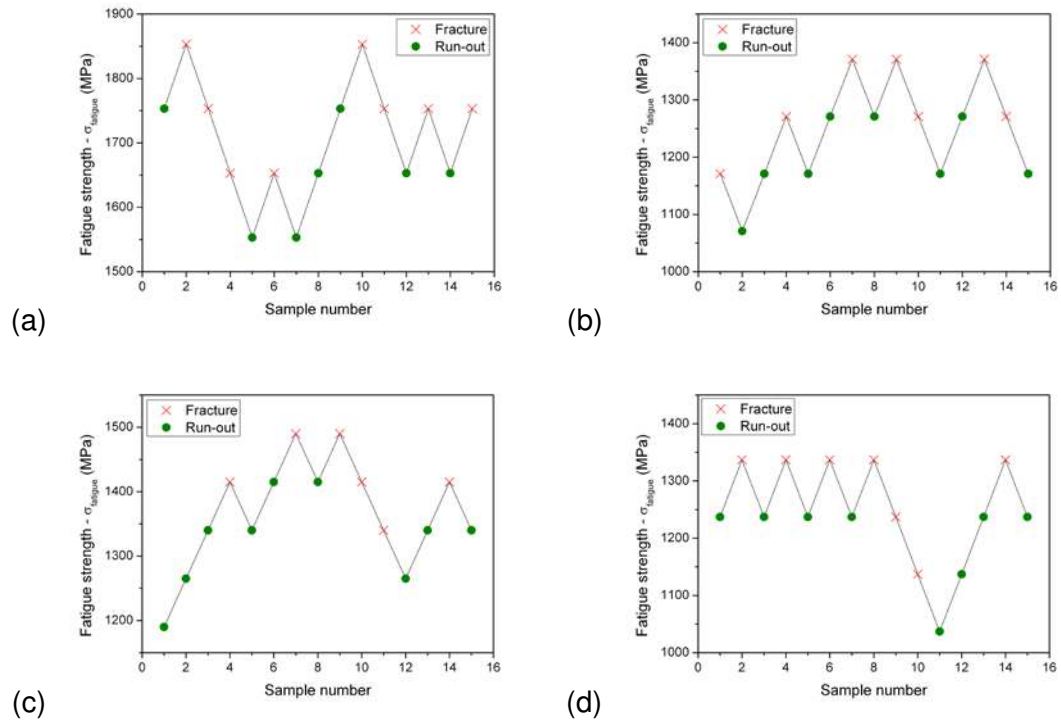 1900
1800
1700
1600
1500
Fatigue strength - σfatigue (MPa)
Fracture
Run-out
0 2 4 6 8 10 12 14 16
Sample number
(a)
1400
1300
1200
1100
1000
Fatigue strength - σfatigue (MPa)
Fracture
Run-out
0 2 4 6 8 10 12 14 16
Sample number
(b)
1500
1400
1300
1200
Fatigue strength - σfatigue (MPa)
Fracture
Run-out
0 2 4 6 8 10 12 14 16
Sample number
(c)
1400
1300
1200
1100
1000
Fatigue strength - σfatigue (MPa)
Fracture
Run-out
0 2 4 6 8 10 12 14 16
Sample number
(d)